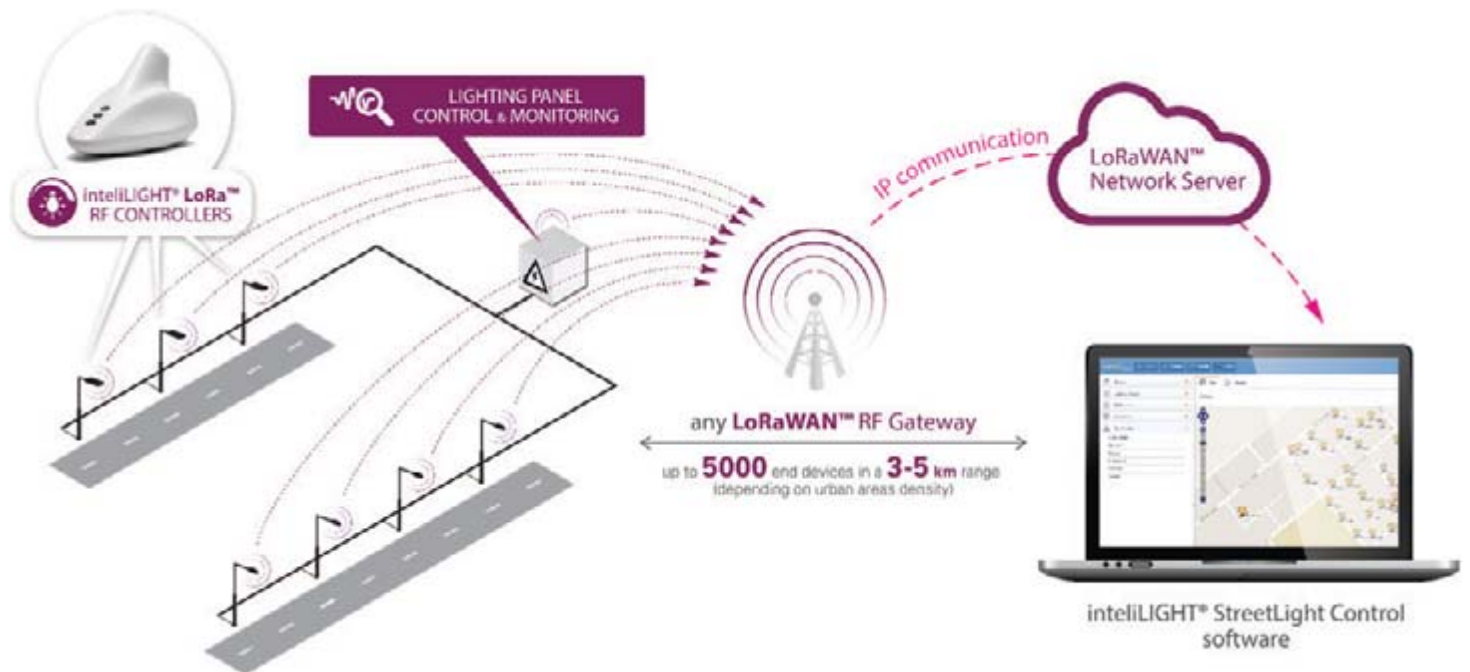 LIGHTING PANEL
CONTROL & MONITORING
inteliLIGHT® LoRa™
RF CONTROLLERS
IP communication
LoRaWAN™
Network Server
any LoRaWAN™ RF Gateway
up to 5000 end devices in a 3-5 km range
(depending on urban areas density)
inteliLIGHT® StreetLight Control
software